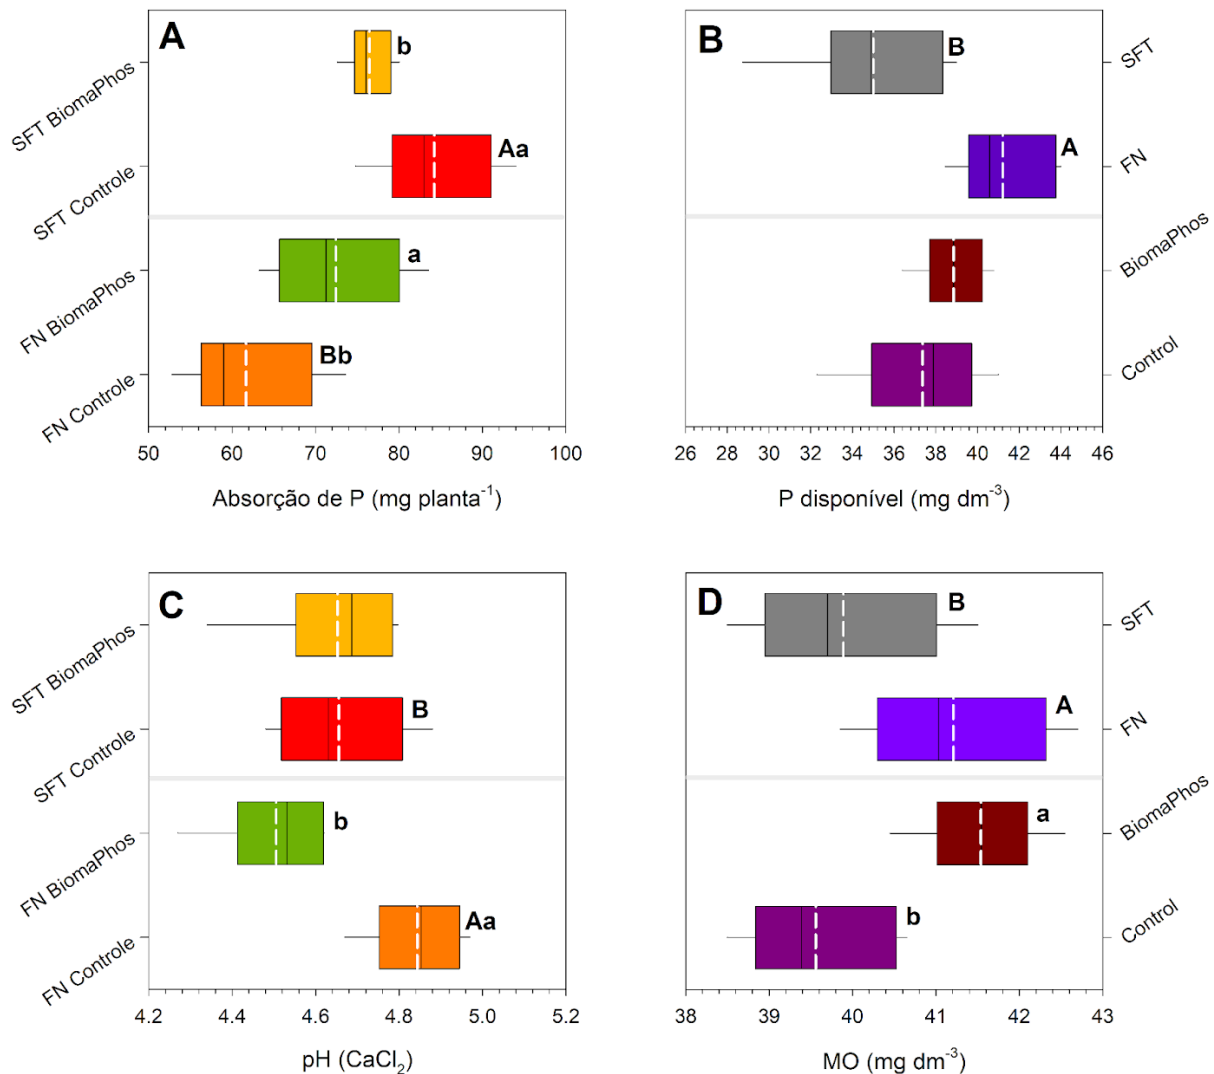 A
B
SFT BiomaPhos
b
B
SFT
SFT Controle
Aa
A
FN
FN BiomaPhos
a
BiomaPhos
FN Controle
Bb
Control
50 60 70 80 90 100
26 28 30 32 34 36 38 40 42 44 46
Absorção de P (mg planta⁻¹)
P disponível (mg dm⁻³)
C
D
SFT BiomaPhos
B
SFT
SFT Controle
B
A
FN
FN BiomaPhos
b
a
BiomaPhos
FN Controle
Aa
b
Control
4.2 4.4 4.6 4.8 5.0 5.2
38 39 40 41 42 43
pH (CaCl₂)
MO (mg dm⁻³)